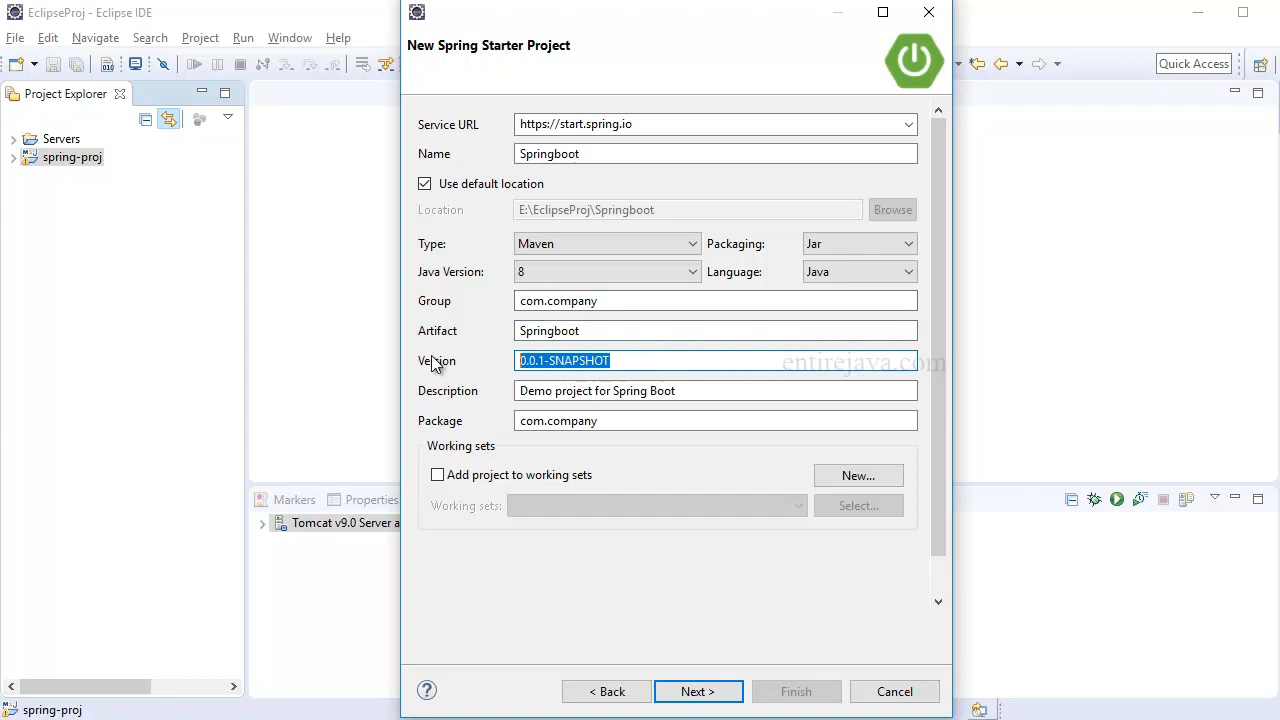 EclipseProj - Eclipse IDE
File Edit Navigate Search Project Run Window Help
Quick Access
Project Explorer
Servers
spring-proj
New Spring Starter Project
Service URL https://start.spring.io
Name Springboot
Use default location
Location E:\EclipseProj\Springboot Browse
Type: Maven Packaging: Jar
Java Version: 8 Language: Java
Group com.company
Artifact Springboot
Version 0.0.1-SNAPSHOT
entirejava.com
Description Demo project for Spring Boot
Package com.company
Working sets
Add project to working sets New...
Working sets: Select...
Markers Properties
Tomcat v9.0 Server a
? < Back Next > Finish Cancel
spring-proj